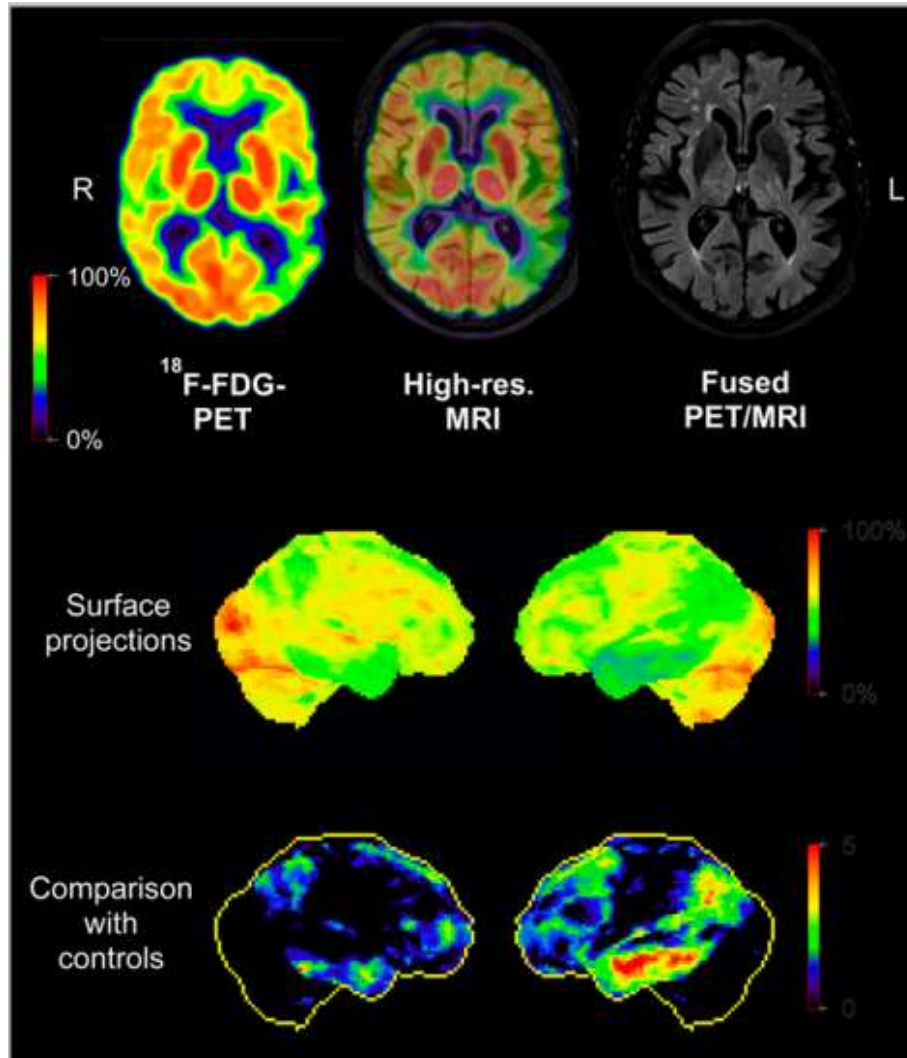 R
L
100%
0%
18
F-FDG-
PET
High-res.
MRI
Fused
PET/MRI
100%
Surface
projections
0%
5
Comparison
with
controls
0